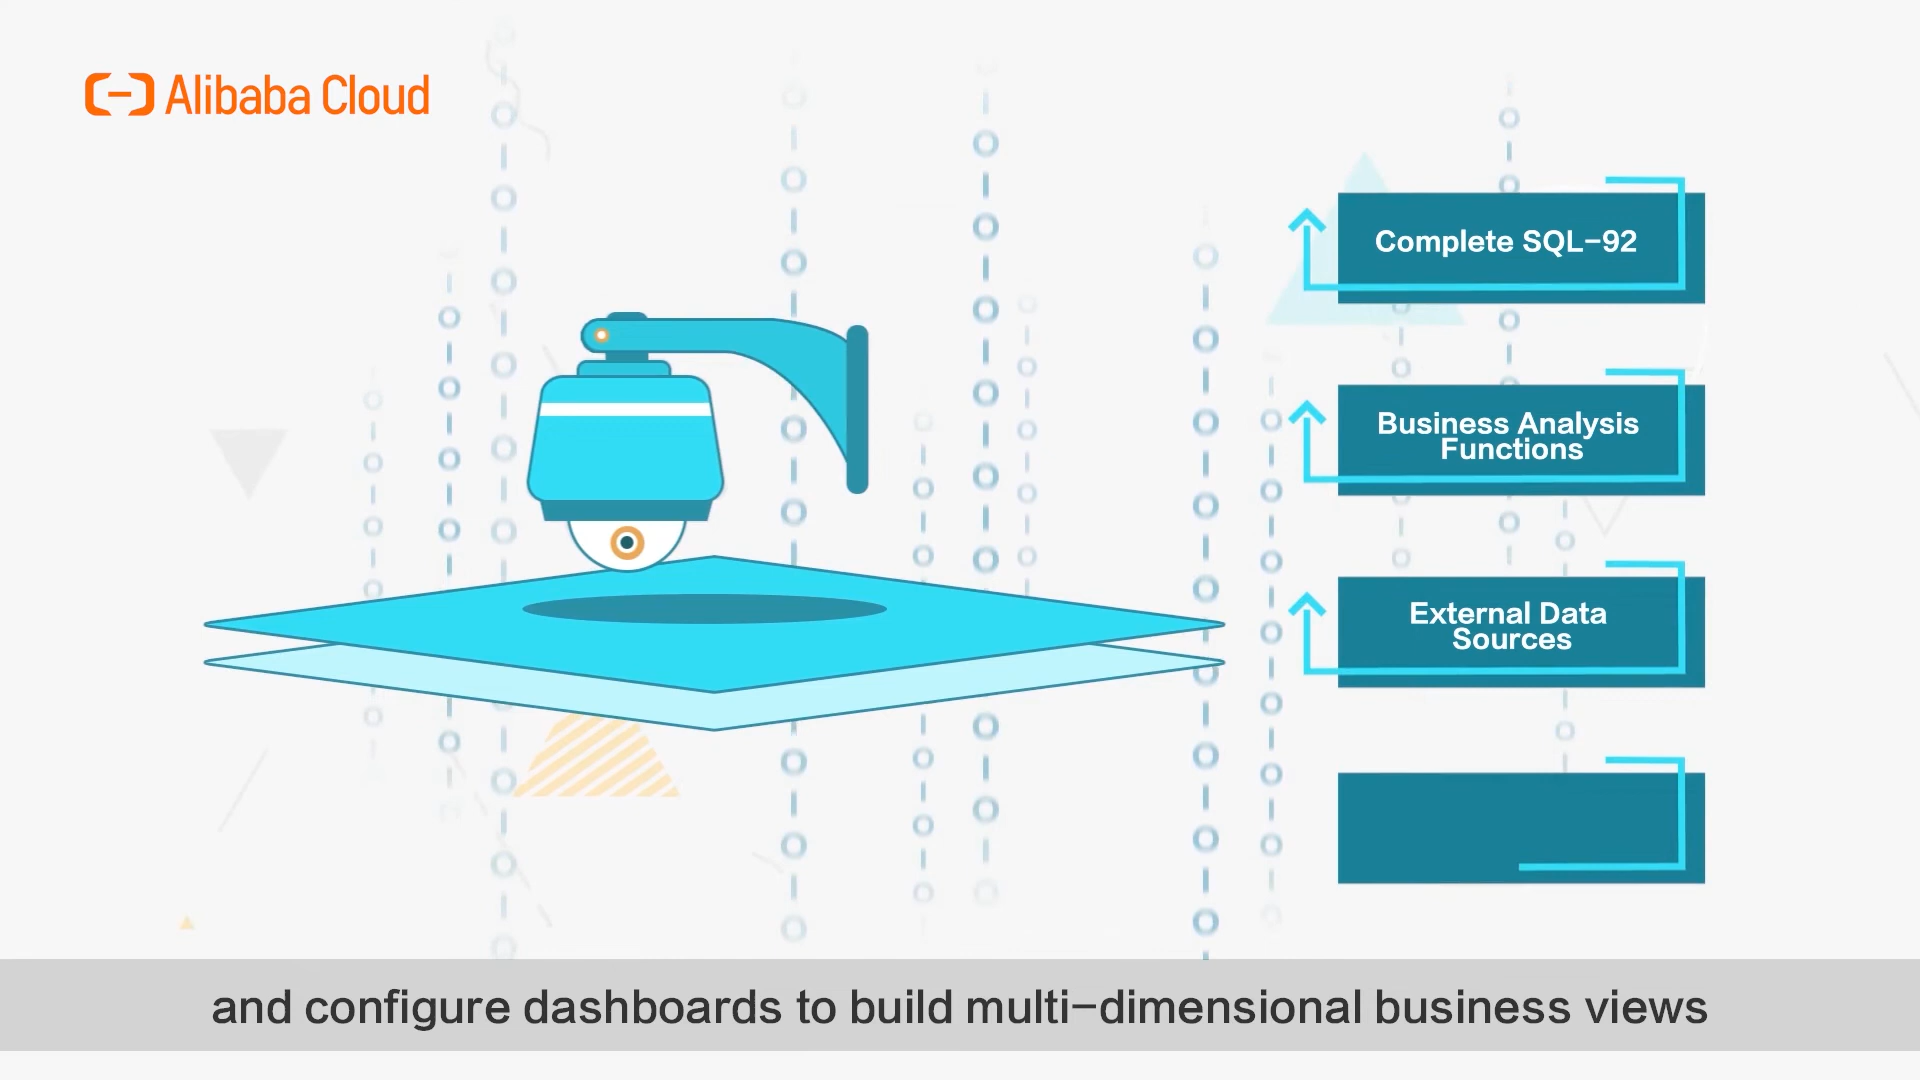 Alibaba Cloud
Complete SQL-92
Business Analysis
Functions
External Data
Sources
and configure dashboards to build multi-dimensional business views